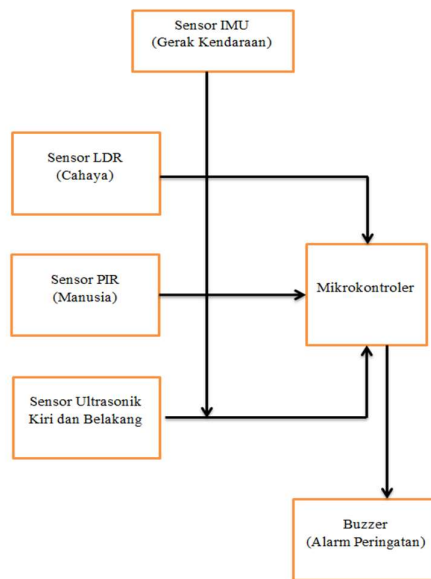 Sensor IMU
(Gerak Kendaraan)
Sensor LDR
(Cahaya)
Sensor PIR
(Manusia)
Mikrokontroler
Sensor Ultrasonik
Kiri dan Belakang
Buzzer
(Alarm Peringatan)